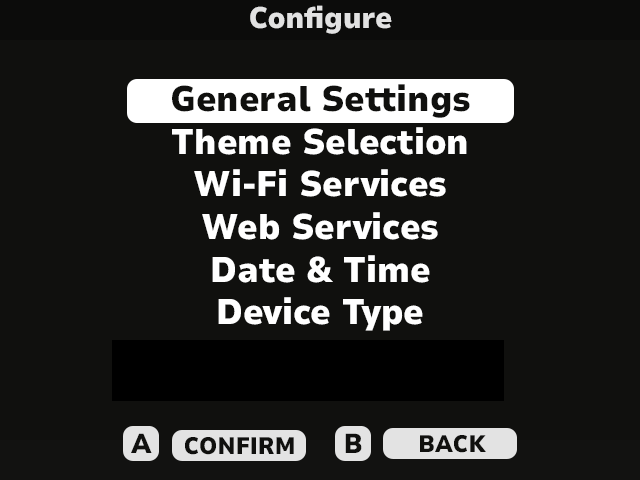 Configure
General Settings
Theme Selection
Wi-Fi Services
Web Services
Date & Time
Device Type
A CONFIRM B BACK